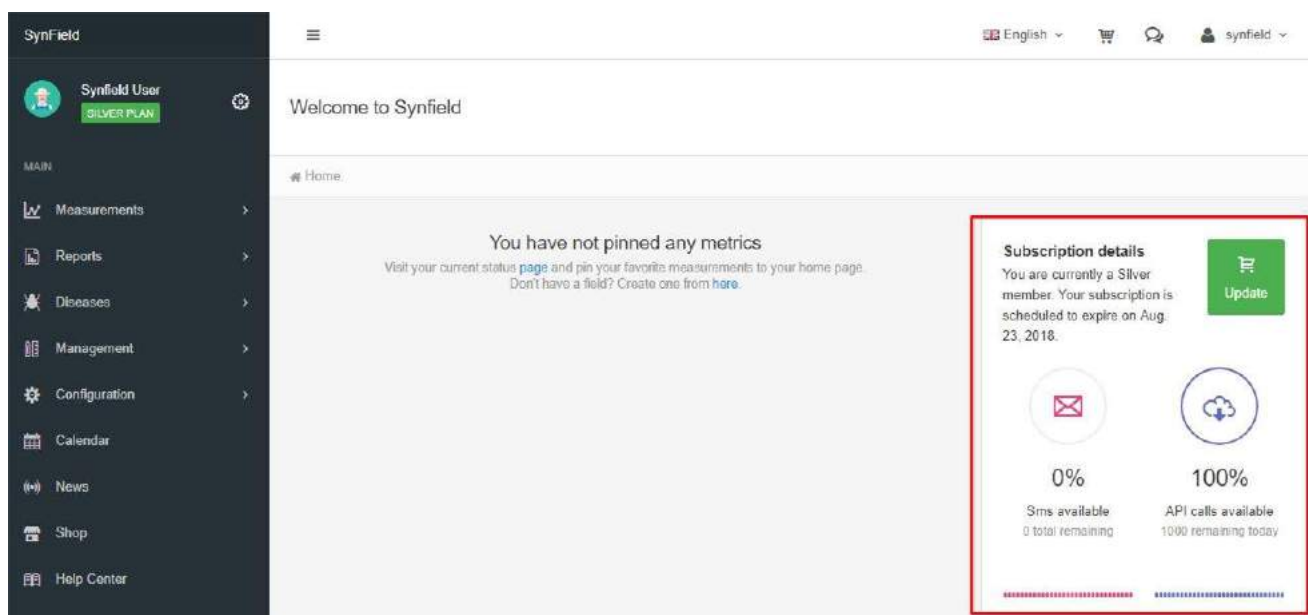 SynField
English
synfield
Synfield User
SILVER PLAN
Welcome to Synfield
MAIN
Home
Measurements
Reports
Diseases
Management
Configuration
Calendar
News
Shop
Help Center
You have not pinned any metrics
Visit your current status page and pin your favorite measurements to your home page.
Don't have a field? Create one from here.
Subscription details
You are currently a Silver
member. Your subscription is
scheduled to expire on Aug.
23, 2018.
Update
0%
Sms available
0 total remaining
100%
API calls available
1000 remaining today